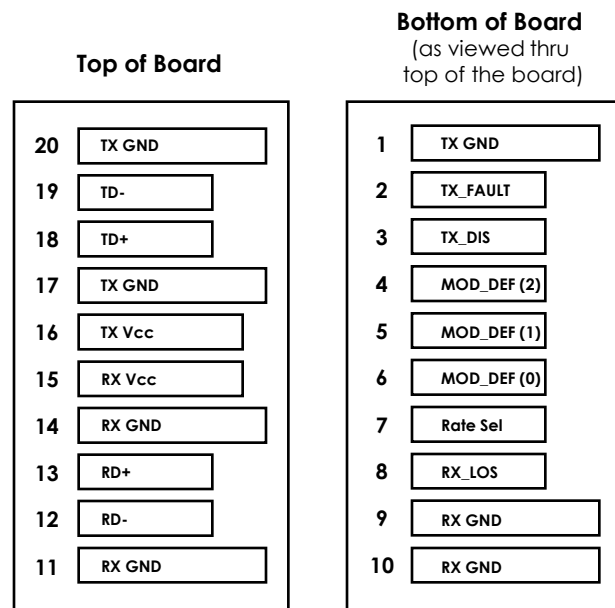 Top of Board
20 TX GND
19 TD-
18 TD+
17 TX GND
16 TX Vcc
15 RX Vcc
14 RX GND
13 RD+
12 RD-
11 RX GND
Bottom of Board
(as viewed thru
top of the board)
1 TX GND
2 TX_FAULT
3 TX_DIS
4 MOD_DEF (2)
5 MOD_DEF (1)
6 MOD_DEF (0)
7 Rate Sel
8 RX_LOS
9 RX GND
10 RX GND